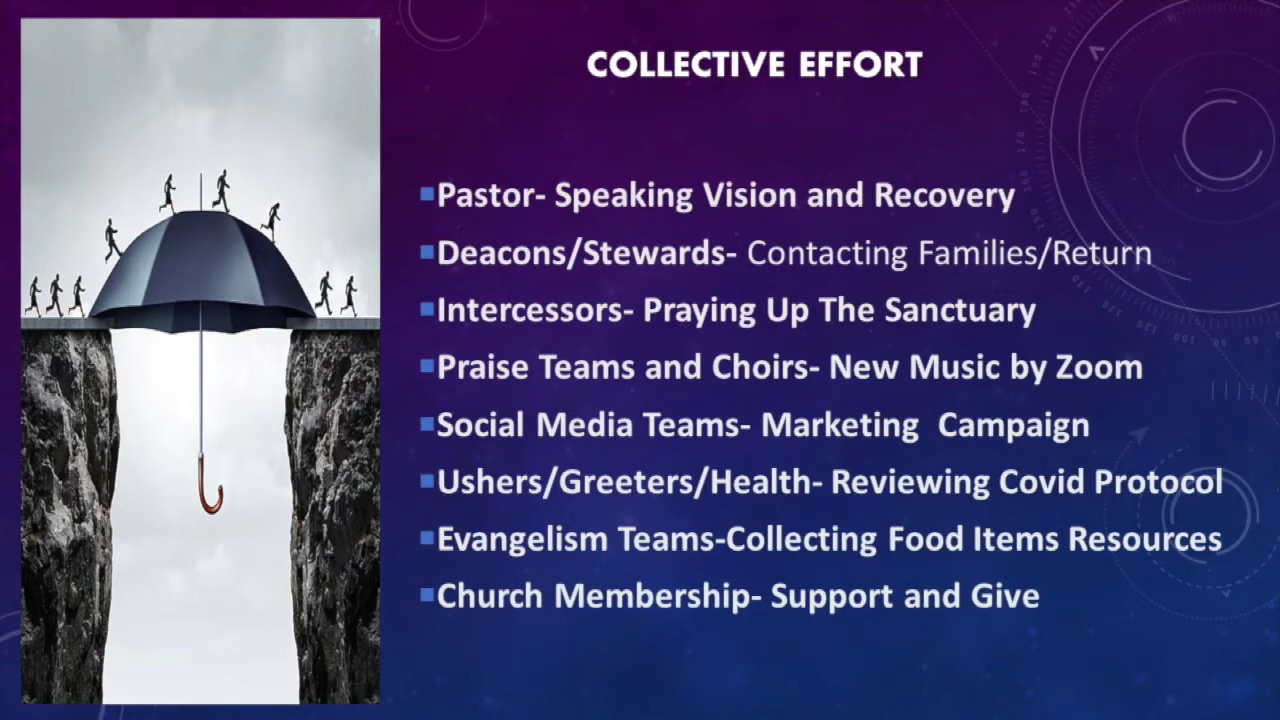 COLLECTIVE EFFORT
Pastor- Speaking Vision and Recovery
Deacons/Stewards- Contacting Families/Return
Intercessors- Praying Up The Sanctuary
Praise Teams and Choirs- New Music by Zoom
Social Media Teams- Marketing  Campaign
Ushers/Greeters/Health- Reviewing Covid Protocol
Evangelism Teams-Collecting Food Items Resources
Church Membership- Support and Give